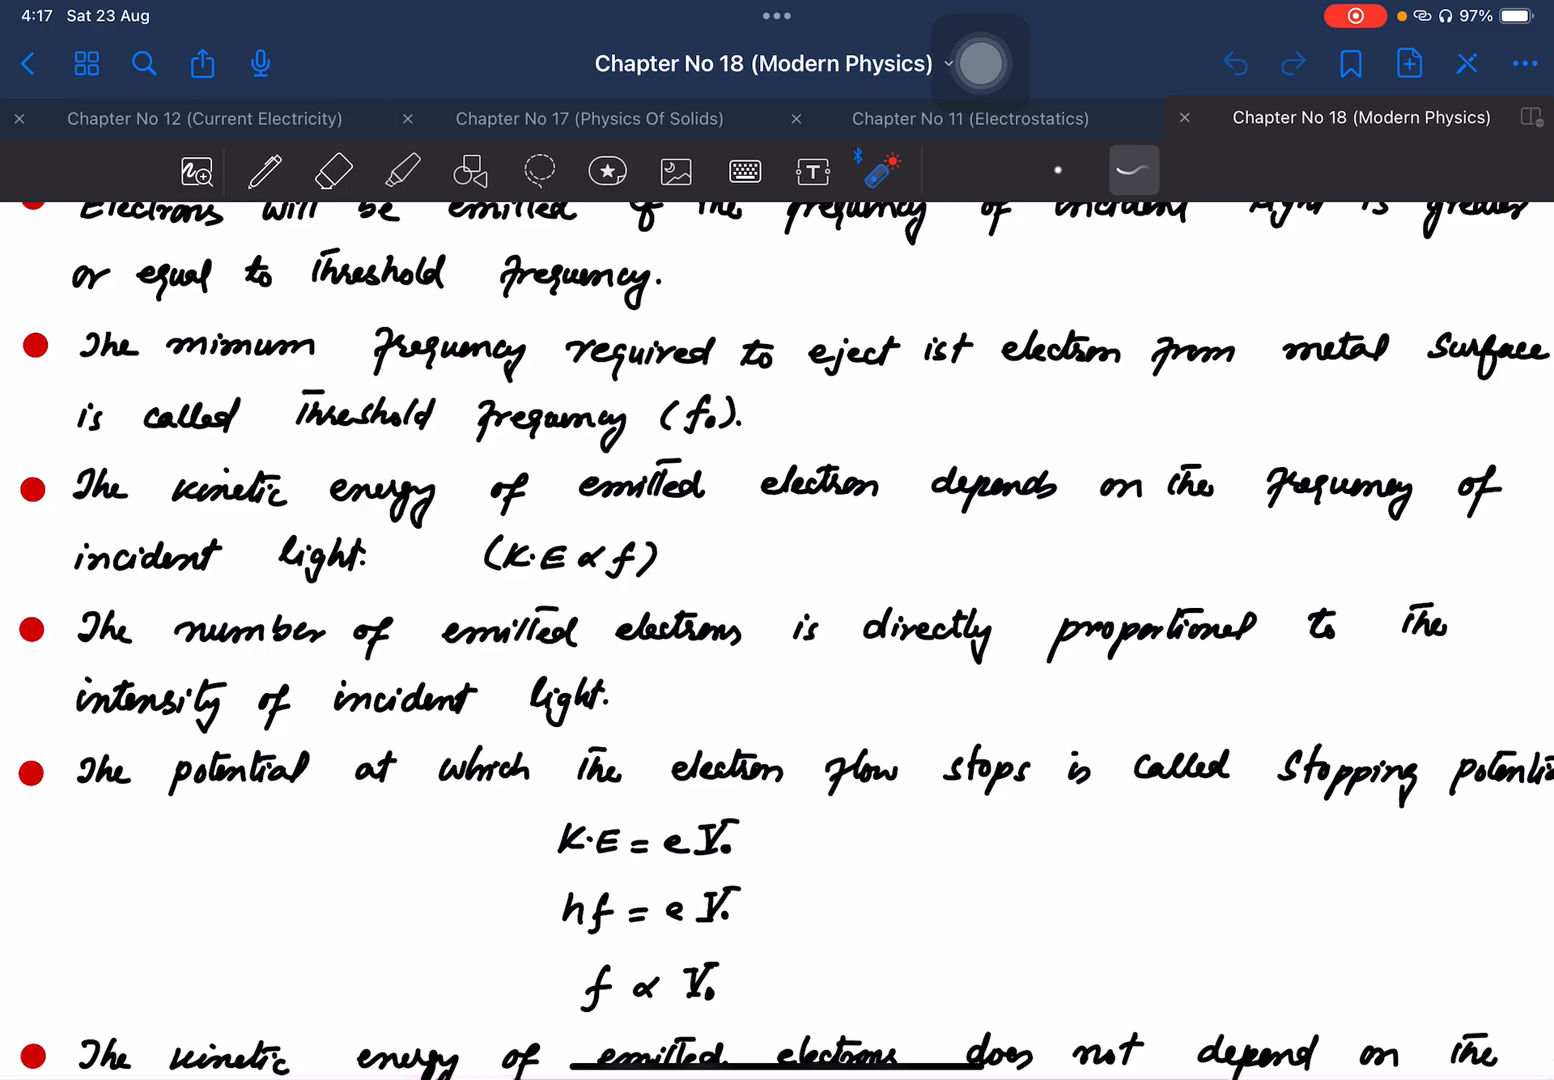 4:17 Sat 23 Aug
97%
Chapter No 18 (Modern Physics)
Chapter No 12 (Current Electricity)
Chapter No 17 (Physics Of Solids)
Chapter No 11 (Electrostatics)
Chapter No 18 (Modern Physics)
Electrons will be emitted if the frequency of incident light is greater
or equal to Threshold frequency.
The mimum frequency required to eject ist electron from metal surface
is called Threshold frequency (f₀).
The kinetic energy of emitted electron depends on the frequency of
incident light. (K.E ∝ f)
The number of emitted electrons is directly proportional to the
intensity of incident light.
The potential at which the electron flow stops is called Stopping potenti
K.E = eV₀
hf = eV₀
f ∝ V₀
The kinetic energy of emitted electrons does not depend on the